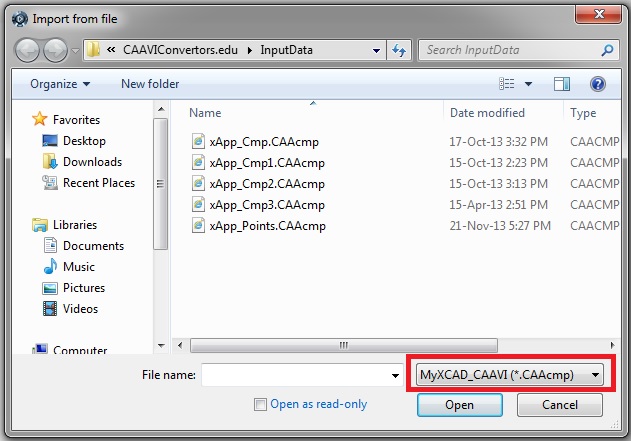 Import from file
« CAAVIConvertors.edu InputData
Search InputData
Organize New folder
Name Date modified Type
Favorites
Desktop
Downloads
Recent Places
Libraries
Documents
Music
Pictures
Videos
Computer
xApp_Cmp.CAAcmp 17-Oct-13 3:32 PM CAACMP
xApp_Cmp1.CAAcmp 15-Oct-13 2:23 PM CAACMP
xApp_Cmp2.CAAcmp 15-Oct-13 3:13 PM CAACMP
xApp_Cmp3.CAAcmp 15-Apr-13 2:51 PM CAACMP
xApp_Points.CAAcmp 21-Nov-13 5:27 PM CAACMP
File name: MyXCAD_CAAVI (*.CAAcmp)
Open as read-only Open Cancel